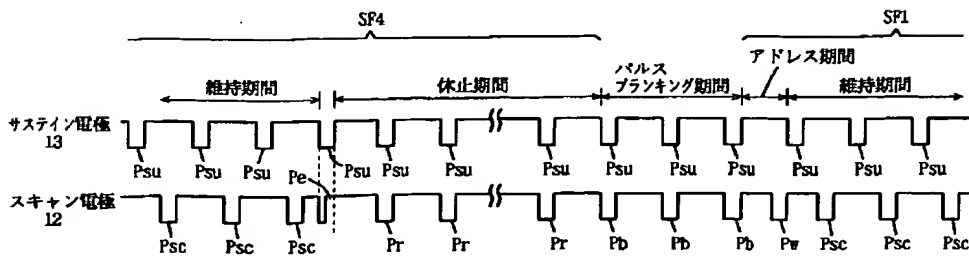 SF4 SF1
アドレス期間
パルス
維持期間 休止期間 ブランキング期間 維持期間
サステイン電極
13
Psu Psu Psu Psu Psu Psu Psu Psu Psu Psu Psu Psu Psu
Pe
スキャン電極
12
Psc Psc Psc Pr Pr Pr Pb Pb Pb Pw Psc Psc Psc